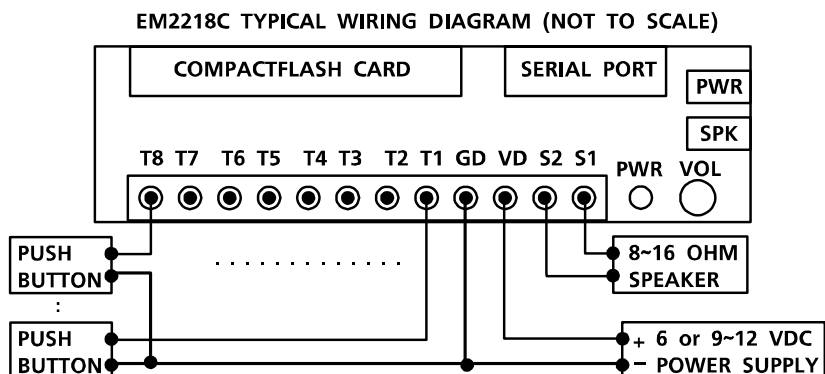 EM2218C TYPICAL WIRING DIAGRAM (NOT TO SCALE)
COMPACTFLASH CARD
SERIAL PORT
PWR
SPK
T8 T7 T6 T5 T4 T3 T2 T1 GD VD S2 S1
PWR VOL
PUSH
BUTTON
:
8~16 OHM
SPEAKER
. . . . . . . . . . . . .
PUSH
BUTTON
+ 6 or 9~12 VDC
− POWER SUPPLY